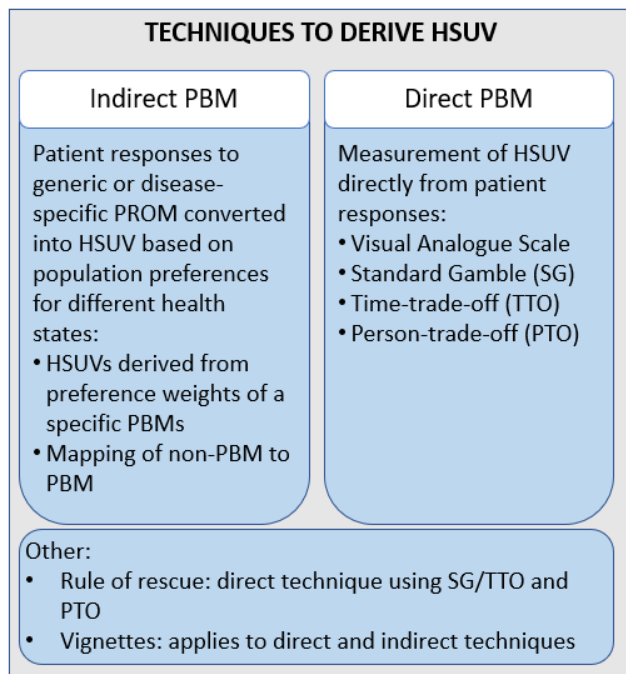 TECHNIQUES TO DERIVE HSUV
Indirect PBM
Patient responses to
generic or disease-
specific PROM converted
into HSUV based on
population preferences
for different health
states:
• HSUVs derived from
preference weights of a
specific PBMs
• Mapping of non-PBM to
PBM
Direct PBM
Measurement of HSUV
directly from patient
responses:
• Visual Analogue Scale
• Standard Gamble (SG)
• Time-trade-off (TTO)
• Person-trade-off (PTO)
Other:
• Rule of rescue: direct technique using SG/TTO and
PTO
• Vignettes: applies to direct and indirect techniques